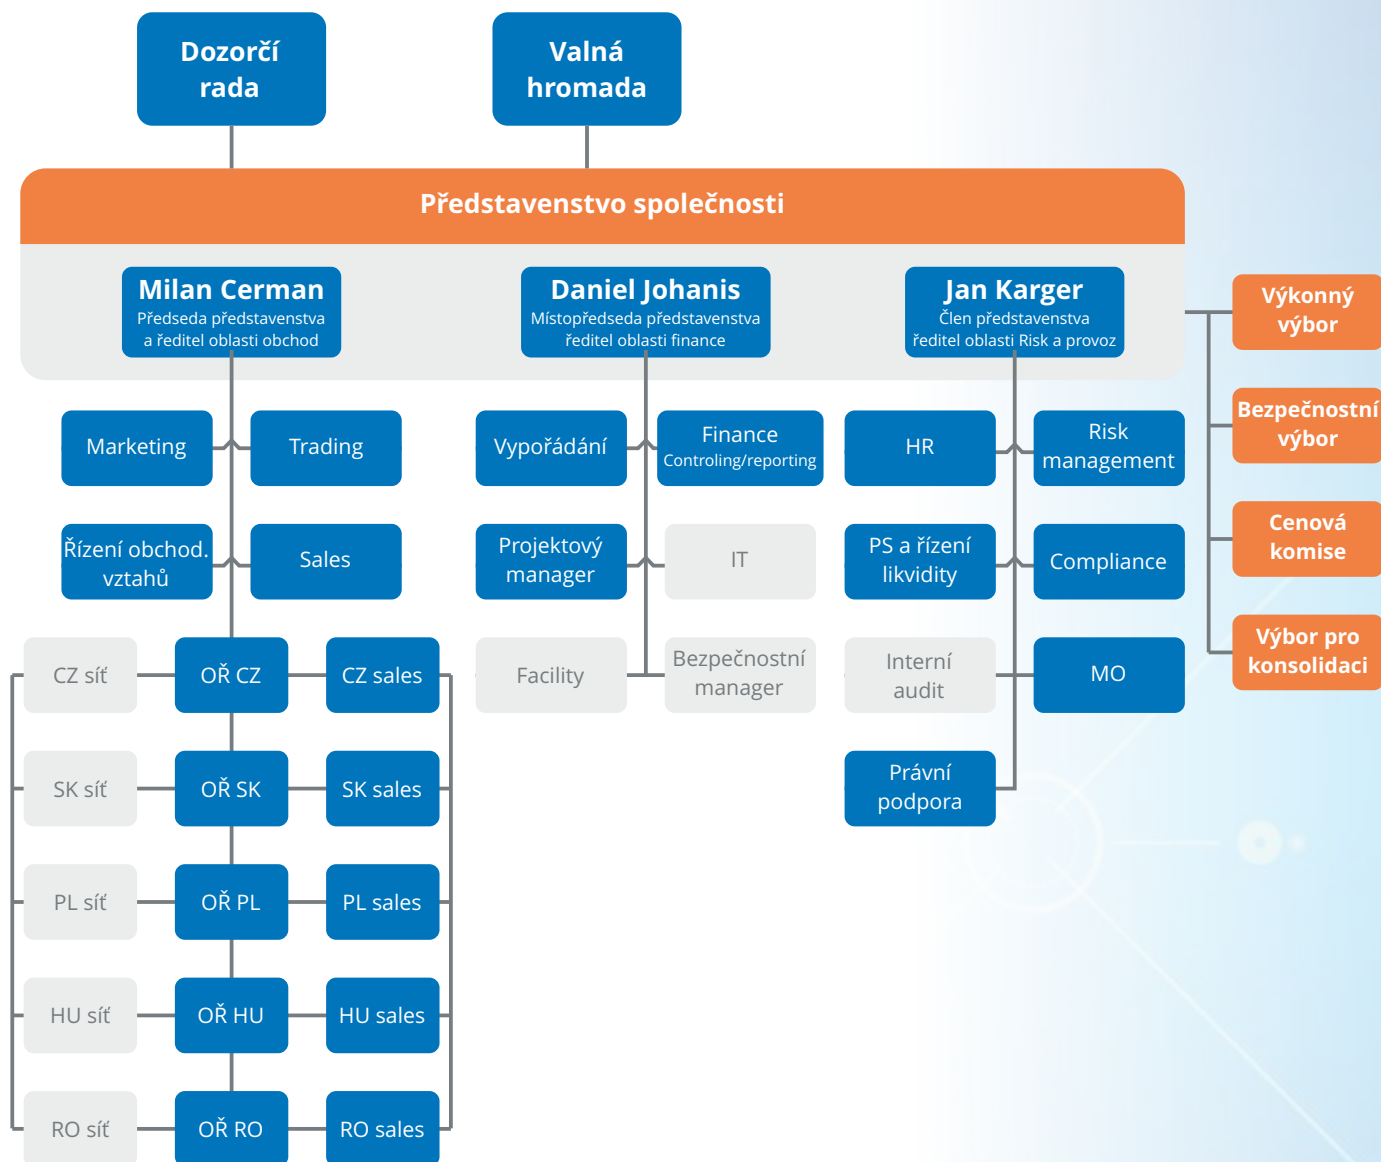 Dozorčí
rada
Valná
hromada
Představenstvo společnosti
Milan Cerman
Předseda představenstva
a ředitel oblasti obchod
Daniel Johanis
Místopředseda představenstva
ředitel oblasti finance
Jan Karger
Člen představenstva
ředitel oblasti Risk a provoz
Výkonný
výbor
Bezpečnostní
výbor
Cenová
komise
Výbor pro
konsolidaci
Marketing
Trading
Řízení obchod.
vztahů
Sales
CZ síť
OŘ CZ
CZ sales
SK síť
OŘ SK
SK sales
PL síť
OŘ PL
PL sales
HU síť
OŘ HU
HU sales
RO síť
OŘ RO
RO sales
Vypořádání
Finance
Controling/reporting
Projektový
manager
IT
Facility
Bezpečnostní
manager
HR
Risk
management
PS a řízení
likvidity
Compliance
Interní
audit
MO
Právní
podpora